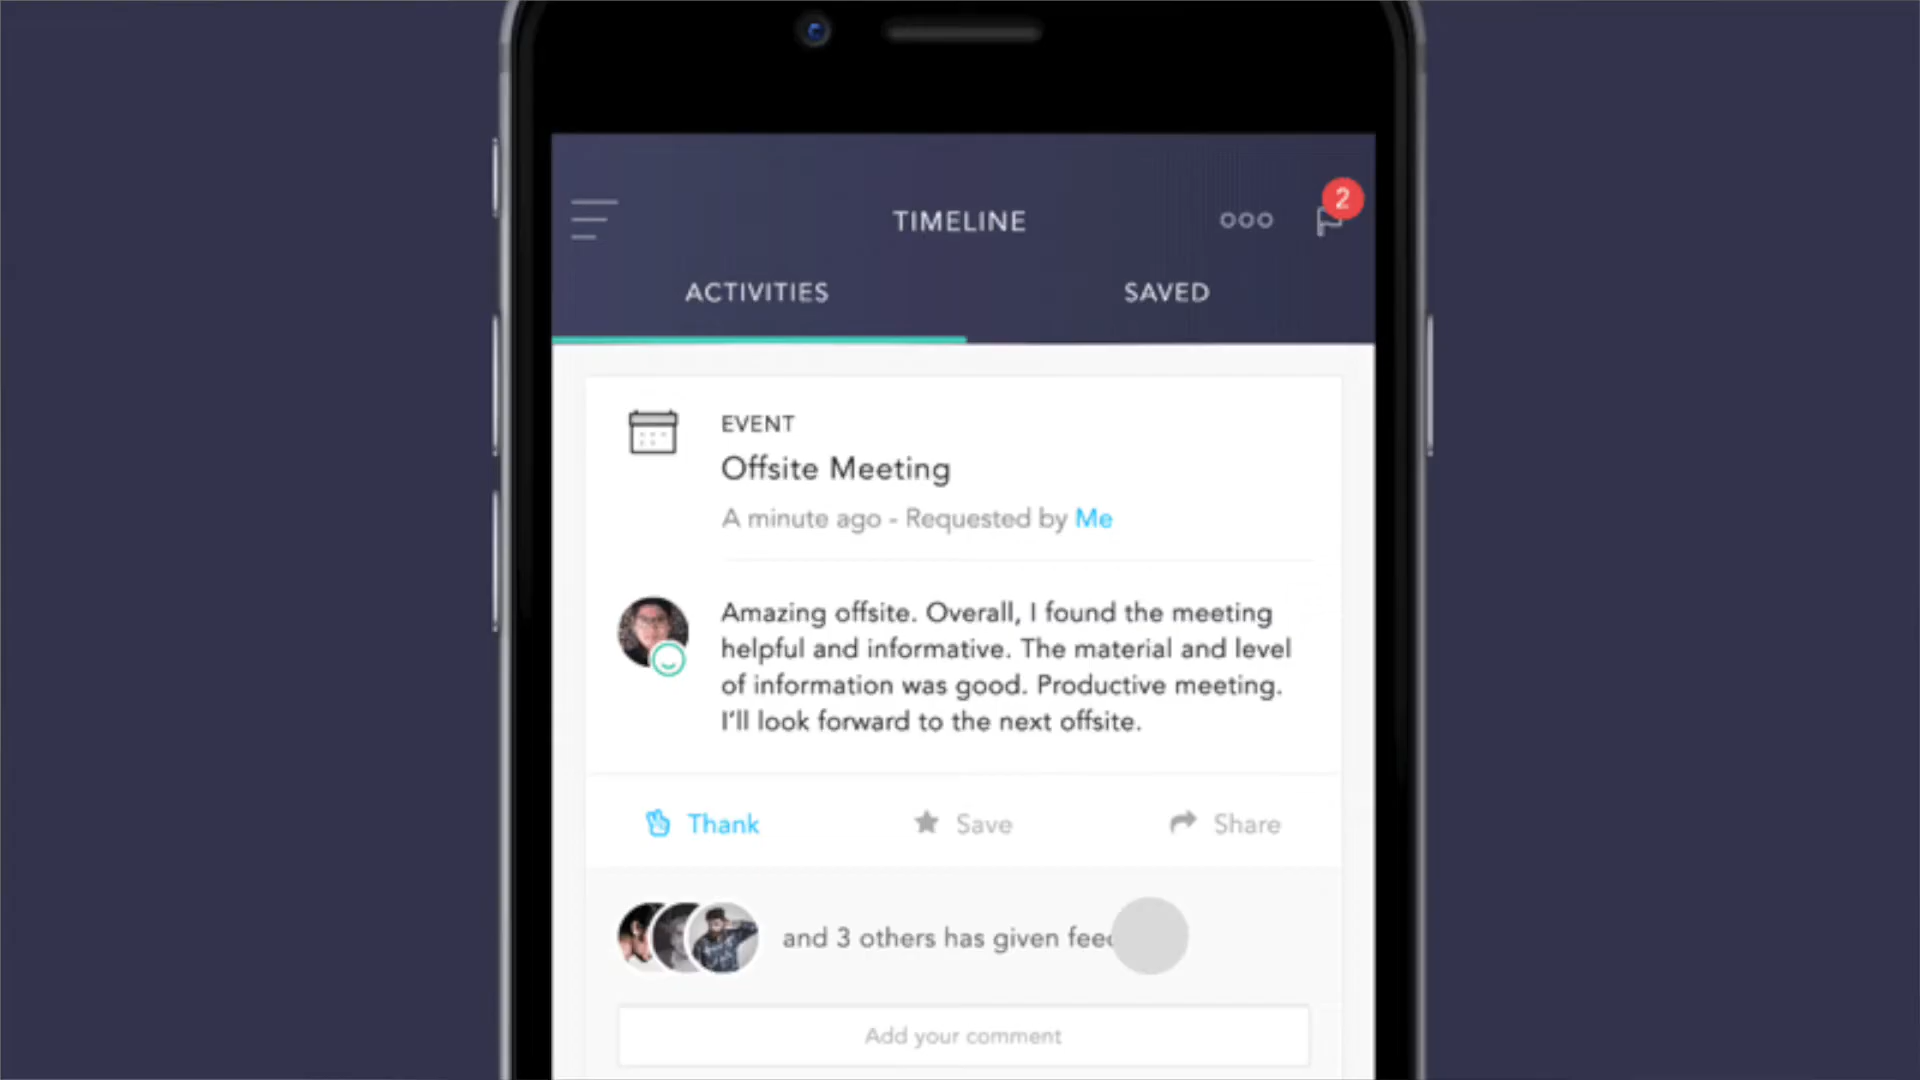 TIMELINE
2
ACTIVITIES
SAVED
EVENT
Offsite Meeting
A minute ago - Requested by Me
Amazing offsite. Overall, I found the meeting
helpful and informative. The material and level
of information was good. Productive meeting.
I'll look forward to the next offsite.
Thank
Save
Share
and 3 others has given
Add your comment